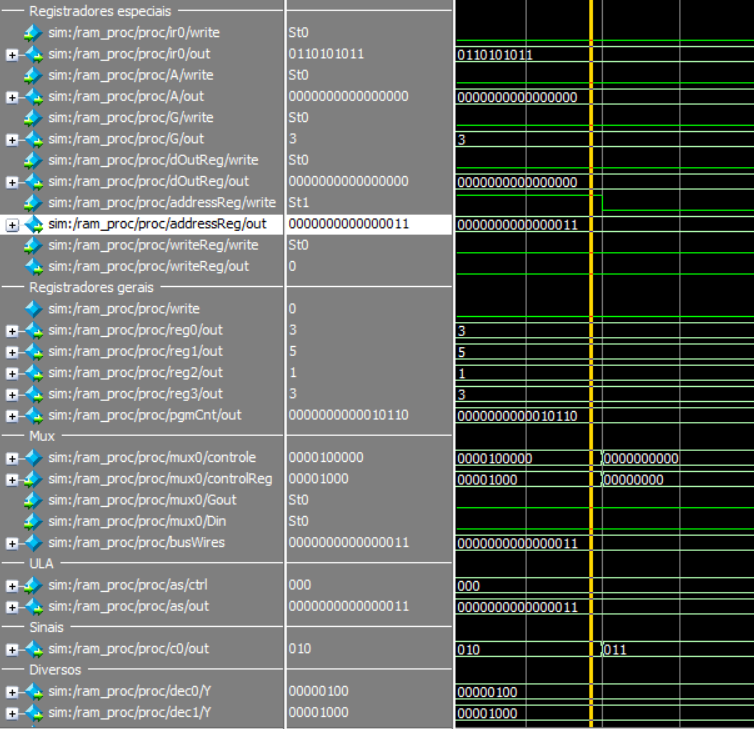 Registradores especiais
sim:/ram_proc/proc/ir0/write St0
sim:/ram_proc/proc/ir0/out 0110101011 0110101011
sim:/ram_proc/proc/A/write St0
sim:/ram_proc/proc/A/out 0000000000000000 0000000000000000
sim:/ram_proc/proc/G/write St0
sim:/ram_proc/proc/G/out 3 3
sim:/ram_proc/proc/dOutReg/write St0
sim:/ram_proc/proc/dOutReg/out 0000000000000000 0000000000000000
sim:/ram_proc/proc/addressReg/write St1
sim:/ram_proc/proc/addressReg/out 0000000000000011 0000000000000011
sim:/ram_proc/proc/writeReg/write St0
sim:/ram_proc/proc/writeReg/out 0
Registradores gerais
sim:/ram_proc/proc/write 0
sim:/ram_proc/proc/reg0/out 3 3
sim:/ram_proc/proc/reg1/out 5 5
sim:/ram_proc/proc/reg2/out 1 1
sim:/ram_proc/proc/reg3/out 3 3
sim:/ram_proc/proc/pgmCnt/out 0000000000010110 0000000000010110
Mux
sim:/ram_proc/proc/mux0/controle 0000100000 0000100000 0000000000
sim:/ram_proc/proc/mux0/controlReg 00001000 00001000 00000000
sim:/ram_proc/proc/mux0/Gout St0
sim:/ram_proc/proc/mux0/Din St0
sim:/ram_proc/proc/busWires 0000000000000011 0000000000000011
ULA
sim:/ram_proc/proc/as/ctrl 000 000
sim:/ram_proc/proc/as/out 0000000000000011 0000000000000011
Sinais
sim:/ram_proc/proc/c0/out 010 010 011
Diversos
sim:/ram_proc/proc/dec0/Y 00000100 00000100
sim:/ram_proc/proc/dec1/Y 00001000 00001000